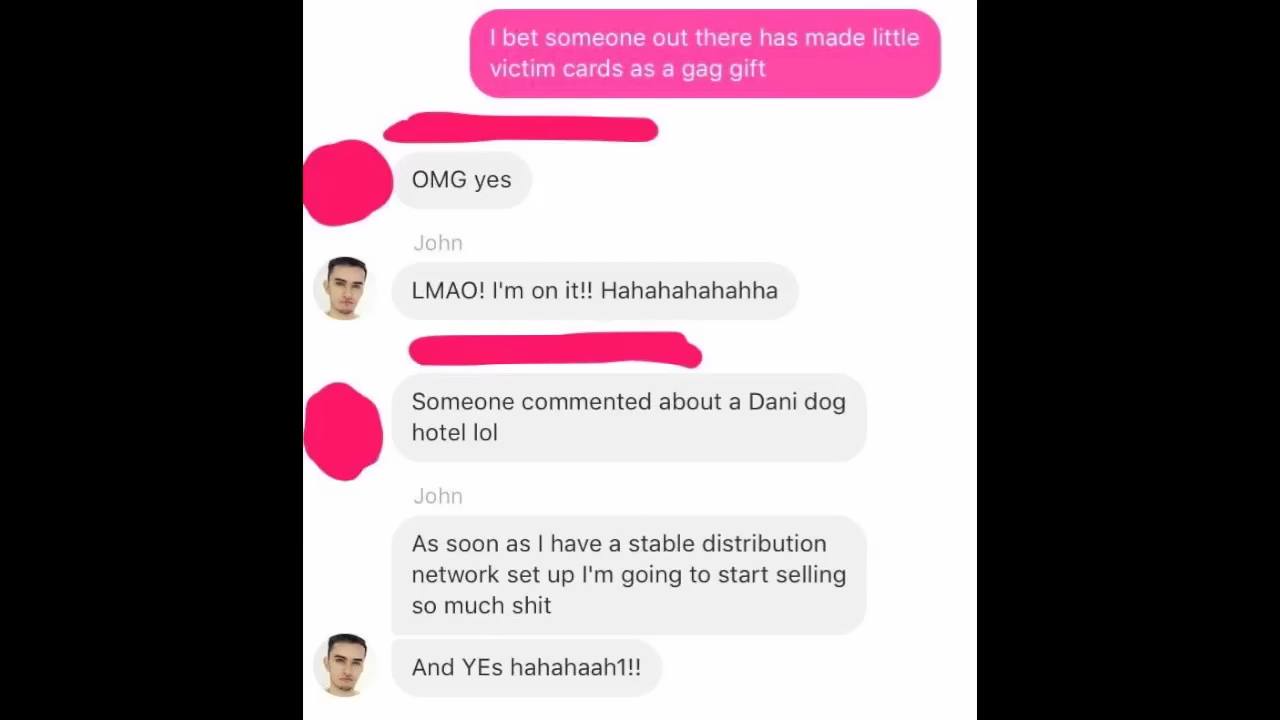 I bet someone out there has made little
victim cards as a gag gift
OMG yes
John
LMAO! I'm on it!! Hahahahahahha
Someone commented about a Dani dog
hotel lol
John
As soon as I have a stable distribution
network set up I'm going to start selling
so much shit
And YEs hahahaah1!!